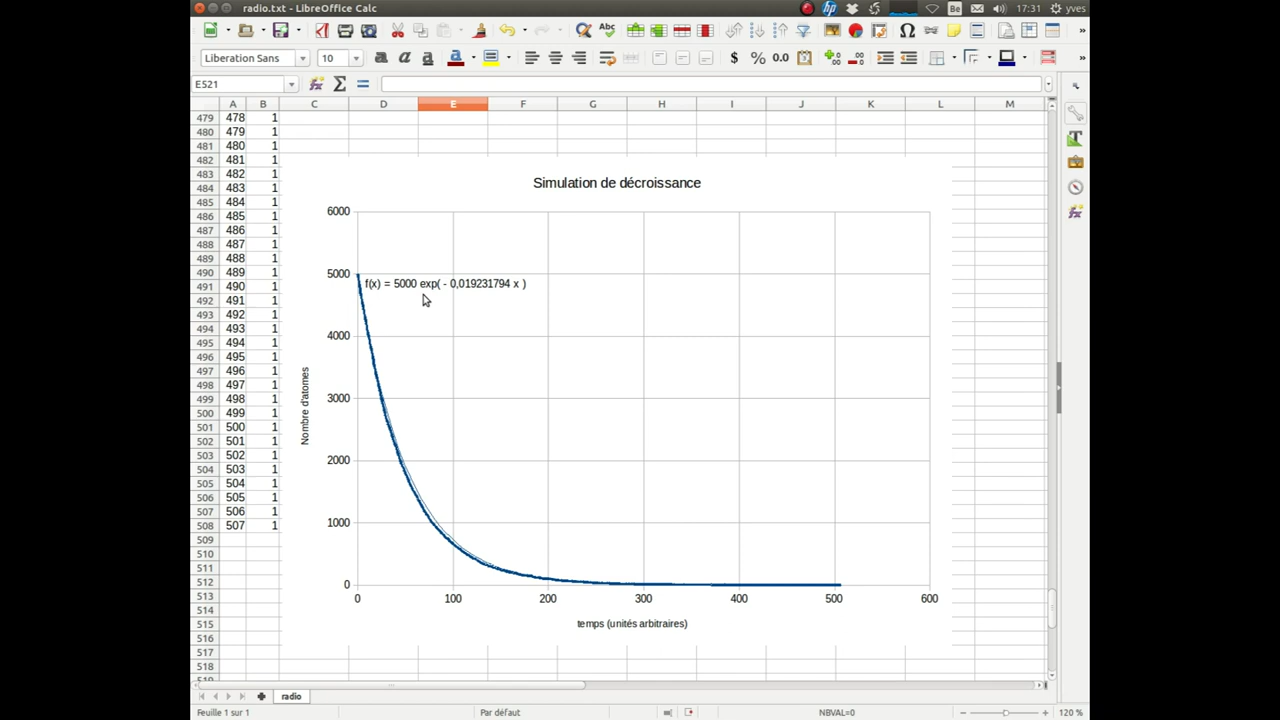 radio.txt - LibreOffice Calc
Be
17:31
yves
Abc
Liberation Sans
10
a
a
a
a
$
%
0.0
E521
A B C D E F G H I J K L M
479 478 1
480 479 1
481 480 1
482 481 1
483 482 1
484 483 1
485 484 1
486 485 1
487 486 1
488 487 1
489 488 1
490 489 1
491 490 1
492 491 1
493 492 1
494 493 1
495 494 1
496 495 1
497 496 1
498 497 1
499 498 1
500 499 1
501 500 1
502 501 1
503 502 1
504 503 1
505 504 1
506 505 1
507 506 1
508 507 1
509
510
511
512
513
514
515
516
517
518
Simulation de décroissance
6000
5000
4000
3000
2000
1000
0
f(x) = 5000 exp( - 0,019231794 x )
Nombre d'atomes
0 100 200 300 400 500 600
temps (unités arbitraires)
radio
Feuille 1 sur 1
Par défaut
NBVAL=0
120 %